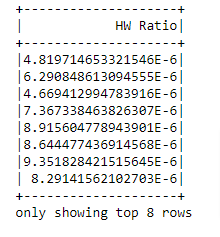 +--------------------+
|            HW Ratio|
+--------------------+
|4.819714653321546E-6|
|6.290848613094555E-6|
|4.669412994783916E-6|
|7.367338463826307E-6|
|8.915604778943901E-6|
|8.644477436914568E-6|
|9.351828421515645E-6|
| 8.29141562102703E-6|
+--------------------+
only showing top 8 rows